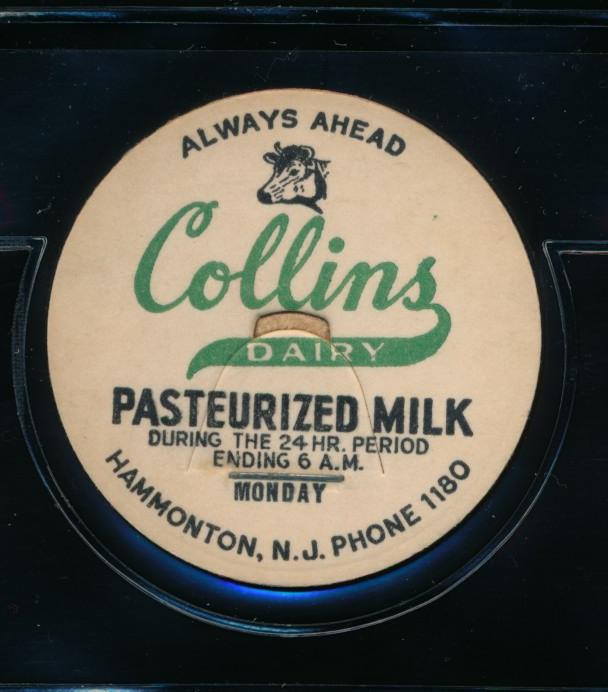 ALWAYS AHEAD
Collins
DAIRY
PASTEURIZED MILK
DURING THE 24 HR. PERIOD
ENDING 6 A.M.
MONDAY
HAMMONTON, N.J. PHONE 1180